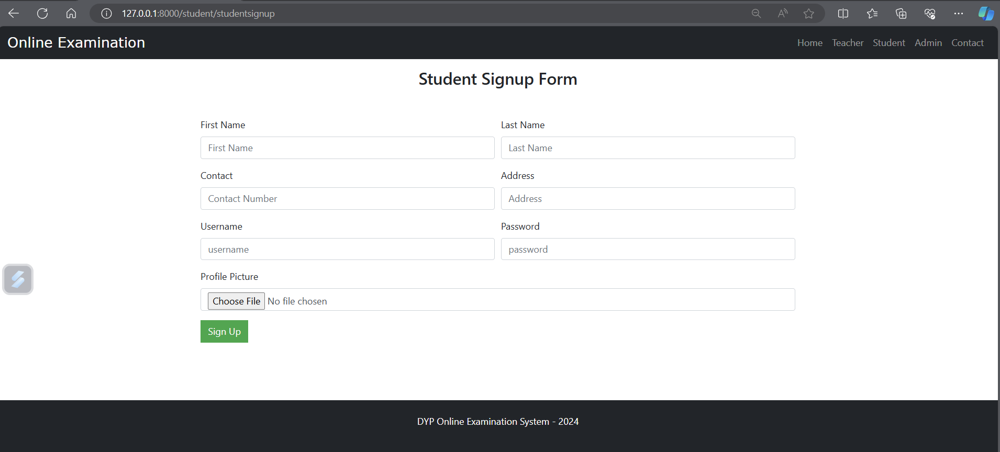 127.0.0.1:8000/student/studentsignup
Online Examination
Home Teacher Student Admin Contact
Student Signup Form
First Name Last Name
First Name Last Name
Contact Address
Contact Number Address
Username Password
username password
Profile Picture
Choose File No file chosen
Sign Up
DYP Online Examination System - 2024